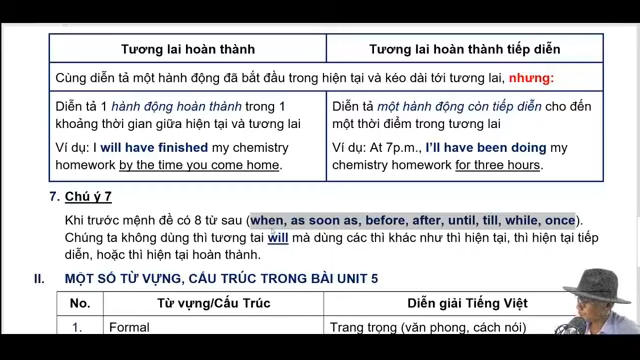 Tương lai hoàn thành
Tương lai hoàn thành tiếp diễn
Cùng diễn tả một hành động đã bắt đầu trong hiện tại và kéo dài tới tương lai, nhưng:
Diễn tả 1 hành động hoàn thành trong 1
khoảng thời gian giữa hiện tại và tương lai
Ví dụ: I will have finished my chemistry
homework by the time you come home.
Diễn tả một hành động còn tiếp diễn cho đến
một thời điểm trong tương lai
Ví dụ: At 7p.m., I'll have been doing my
chemistry homework for three hours.
7. Chú ý 7
Khi trước mệnh đề có 8 từ sau (when, as soon as, before, after, until, till, while, once).
Chúng ta không dùng thì tương tai will mà dùng các thì khác như thì hiện tại, thì hiện tại tiếp
diễn, hoặc thì hiện tại hoàn thành.
II. MỘT SỐ TỪ VỰNG, CẤU TRÚC TRONG BÀI UNIT 5
No. Từ vựng/Cấu Trúc Diễn giải Tiếng Việt
1. Formal Trang trọng (văn phong, cách nói)